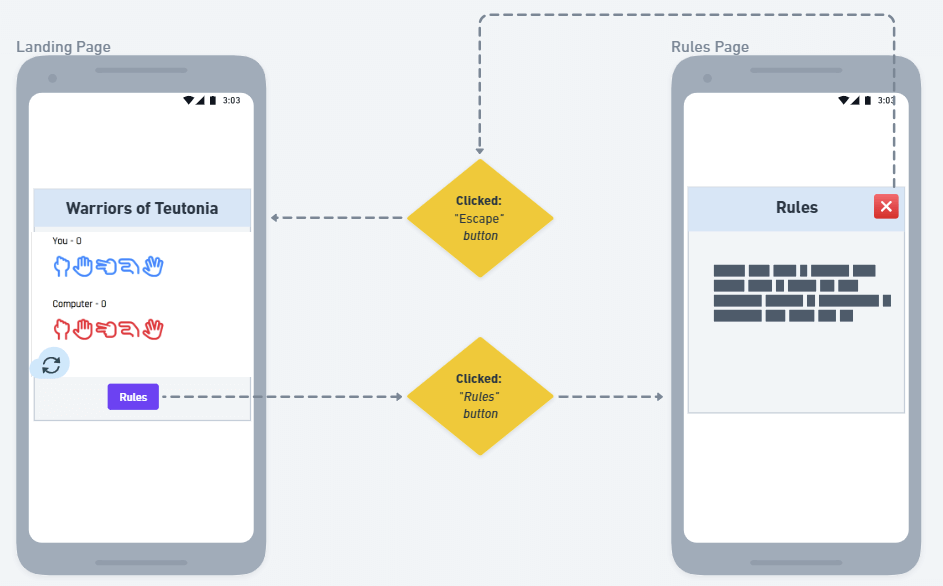 Landing Page
Rules Page
3:03
3:03
Warriors of Teutonia
You - 0
Computer - 0
Rules
Clicked:
"Escape"
button
Clicked:
"Rules"
button
Rules